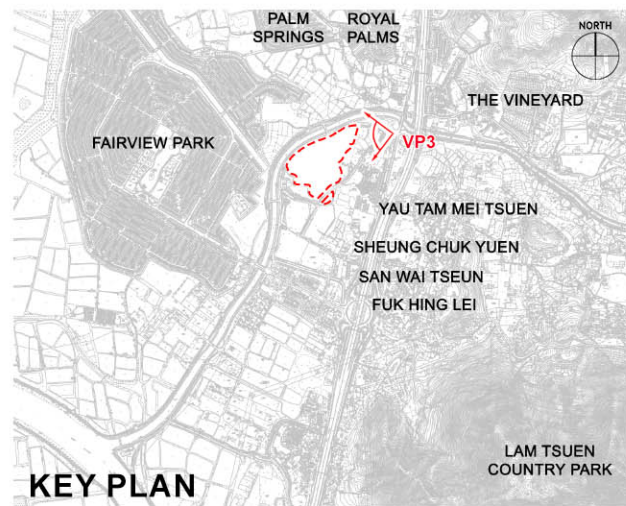 PALM
SPRINGS
ROYAL
PALMS
NORTH
THE VINEYARD
FAIRVIEW PARK
VP3
YAU TAM MEI TSUEN
SHEUNG CHUK YUEN
SAN WAI TSEUN
FUK HING LEI
LAM TSUEN
COUNTRY PARK
KEY PLAN